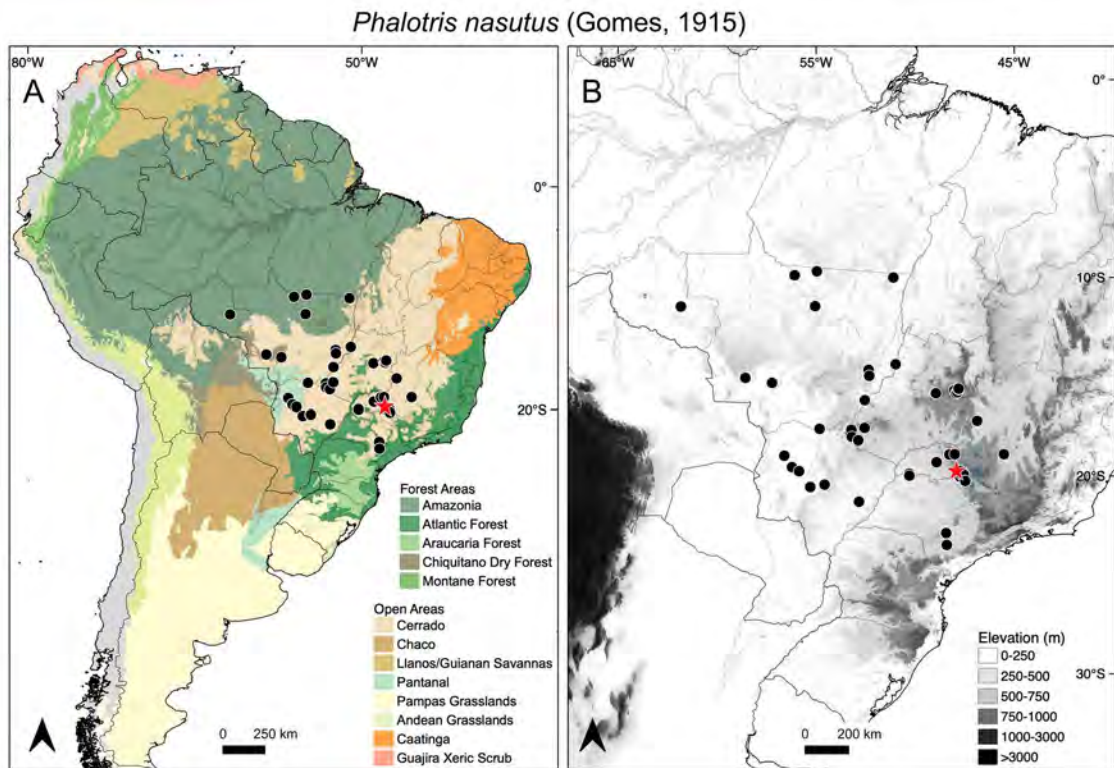 Phalotris nasutus (Gomes, 1915)
80°W
50°W
A
0°
20°S
Forest Areas
Amazonia
Atlantic Forest
Araucaria Forest
Chiquitano Dry Forest
Montane Forest
Open Areas
Cerrado
Chaco
Llanos/Guianan Savannas
Pantanal
Pampas Grasslands
Andean Grasslands
Caatinga
Guajira Xeric Scrub
0 250 km
65°W
55°W
45°W
B
0°
10°S
20°S
30°S
Elevation (m)
0-250
250-500
500-750
750-1000
1000-3000
>3000
0 200 km